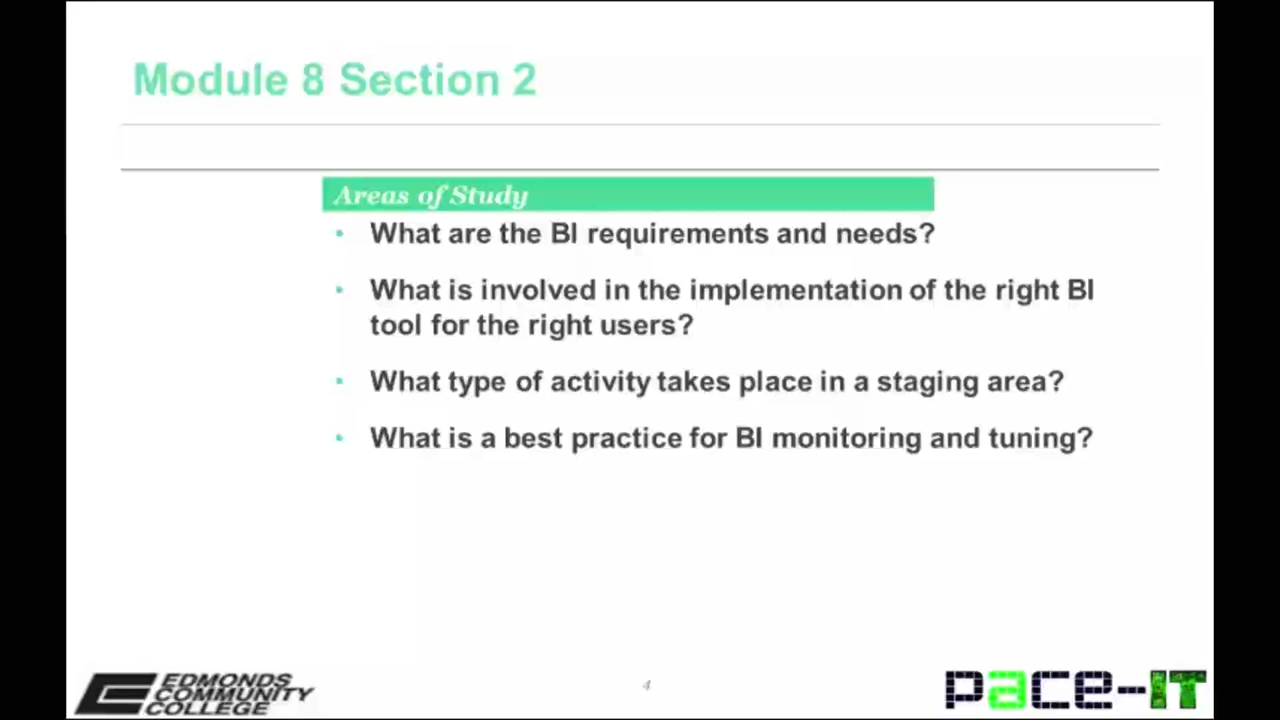 Module 8 Section 2
Areas of Study
• What are the BI requirements and needs?
• What is involved in the implementation of the right BI
tool for the right users?
• What type of activity takes place in a staging area?
• What is a best practice for BI monitoring and tuning?
EDMONDS
COMMUNITY
COLLEGE
4
pace-IT